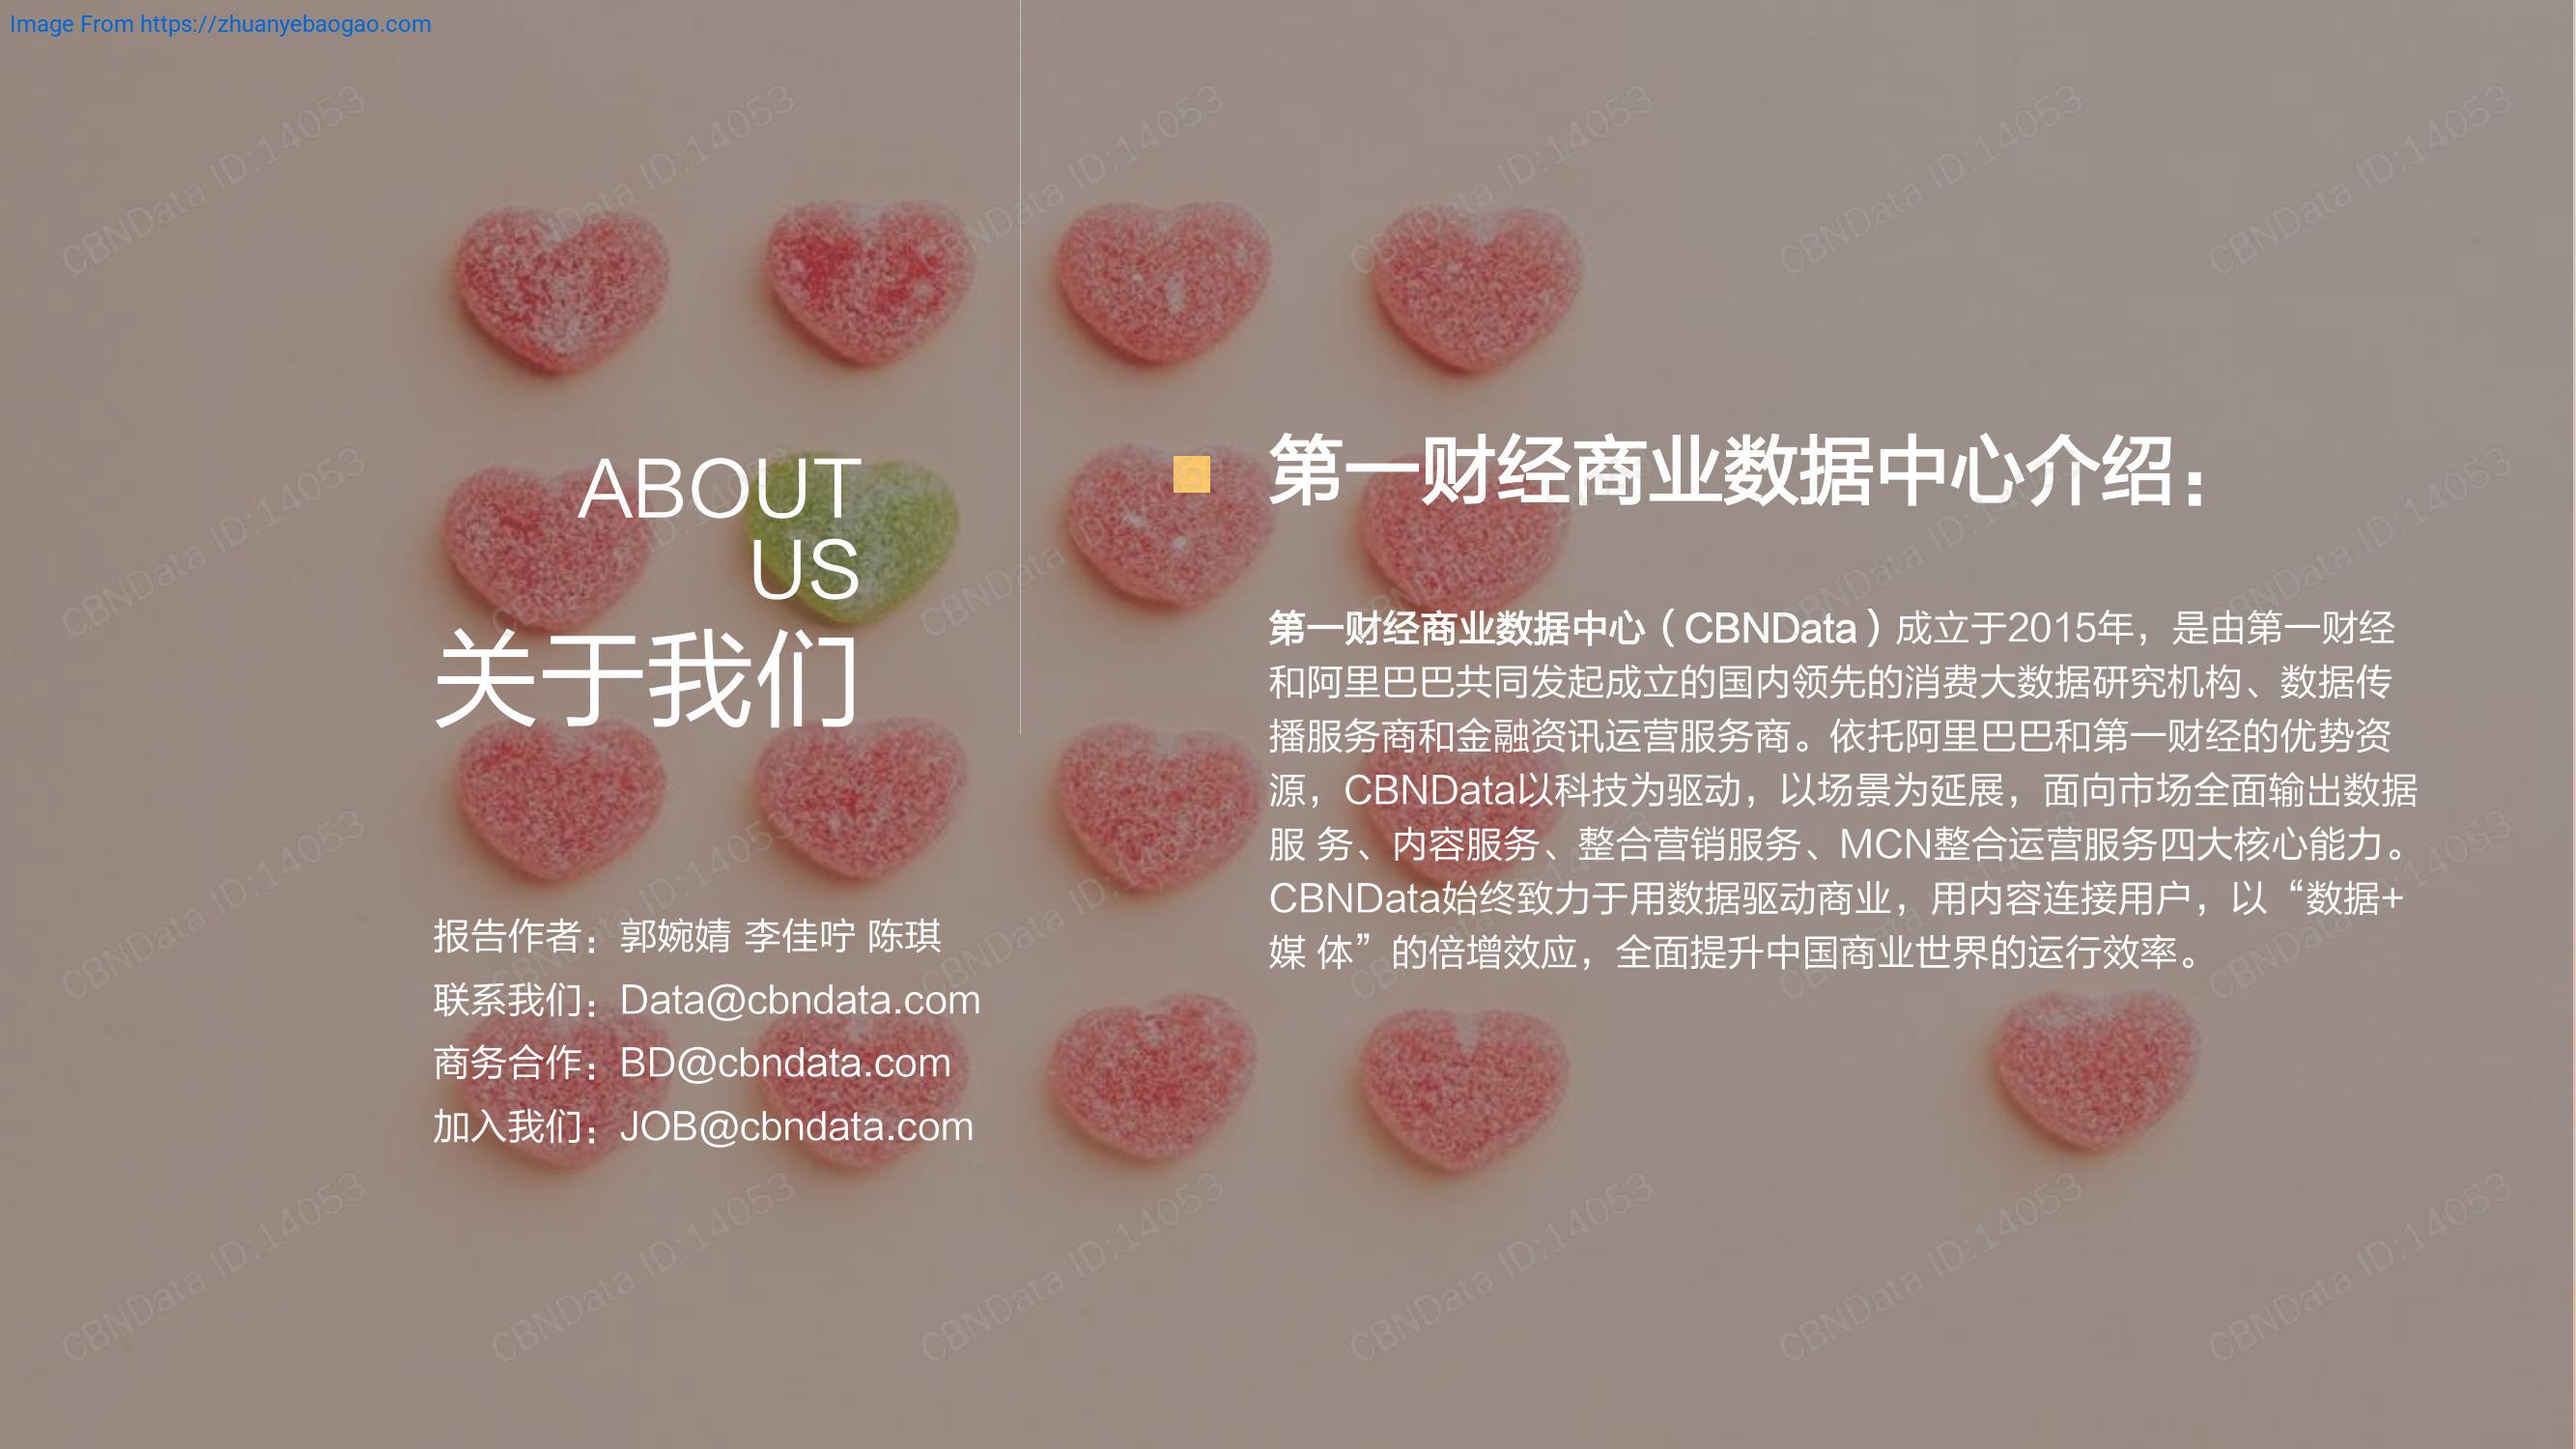 Image From https://zhuanyebaogao.com
ABOUT
US
关于我们
报告作者：郭婉婧 李佳咛 陈琪
联系我们：Data@cbndata.com
商务合作：BD@cbndata.com
加入我们：JOB@cbndata.com
第一财经商业数据中心介绍：
第一财经商业数据中心（CBNData）成立于2015年，是由第一财经
和阿里巴巴共同发起成立的国内领先的消费大数据研究机构、数据传
播服务商和金融资讯运营服务商。依托阿里巴巴和第一财经的优势资
源，CBNData以科技为驱动，以场景为延展，面向市场全面输出数据
服 务、内容服务、整合营销服务、MCN整合运营服务四大核心能力。
CBNData始终致力于用数据驱动商业，用内容连接用户，以“数据+
媒 体”的倍增效应，全面提升中国商业世界的运行效率。
CBNData ID:14053